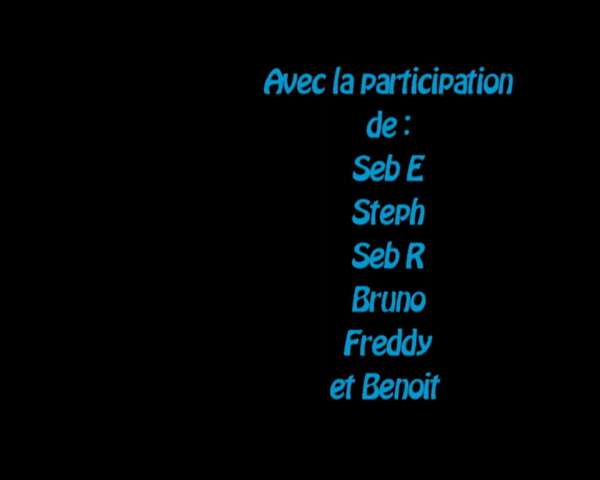 Avec la participation
de :
Seb E
Steph
Seb R
Bruno
Freddy
et Benoit